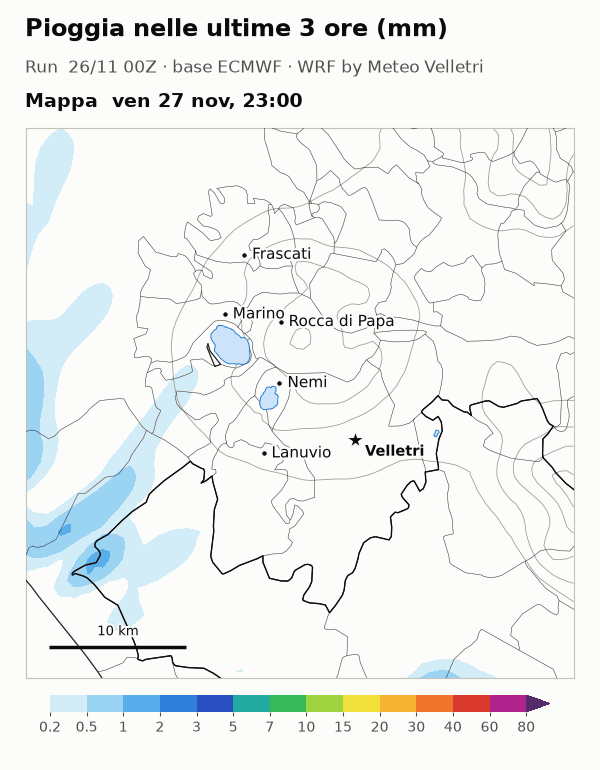 Pioggia nelle ultime 3 ore (mm)
Run  26/11 00Z · base ECMWF · WRF by Meteo Velletri
Mappa  ven 27 nov, 23:00
Frascati
Marino
Rocca di Papa
Nemi
Velletri
Lanuvio
10 km
0.2 0.5 1 2 3 5 7 10 15 20 30 40 60 80